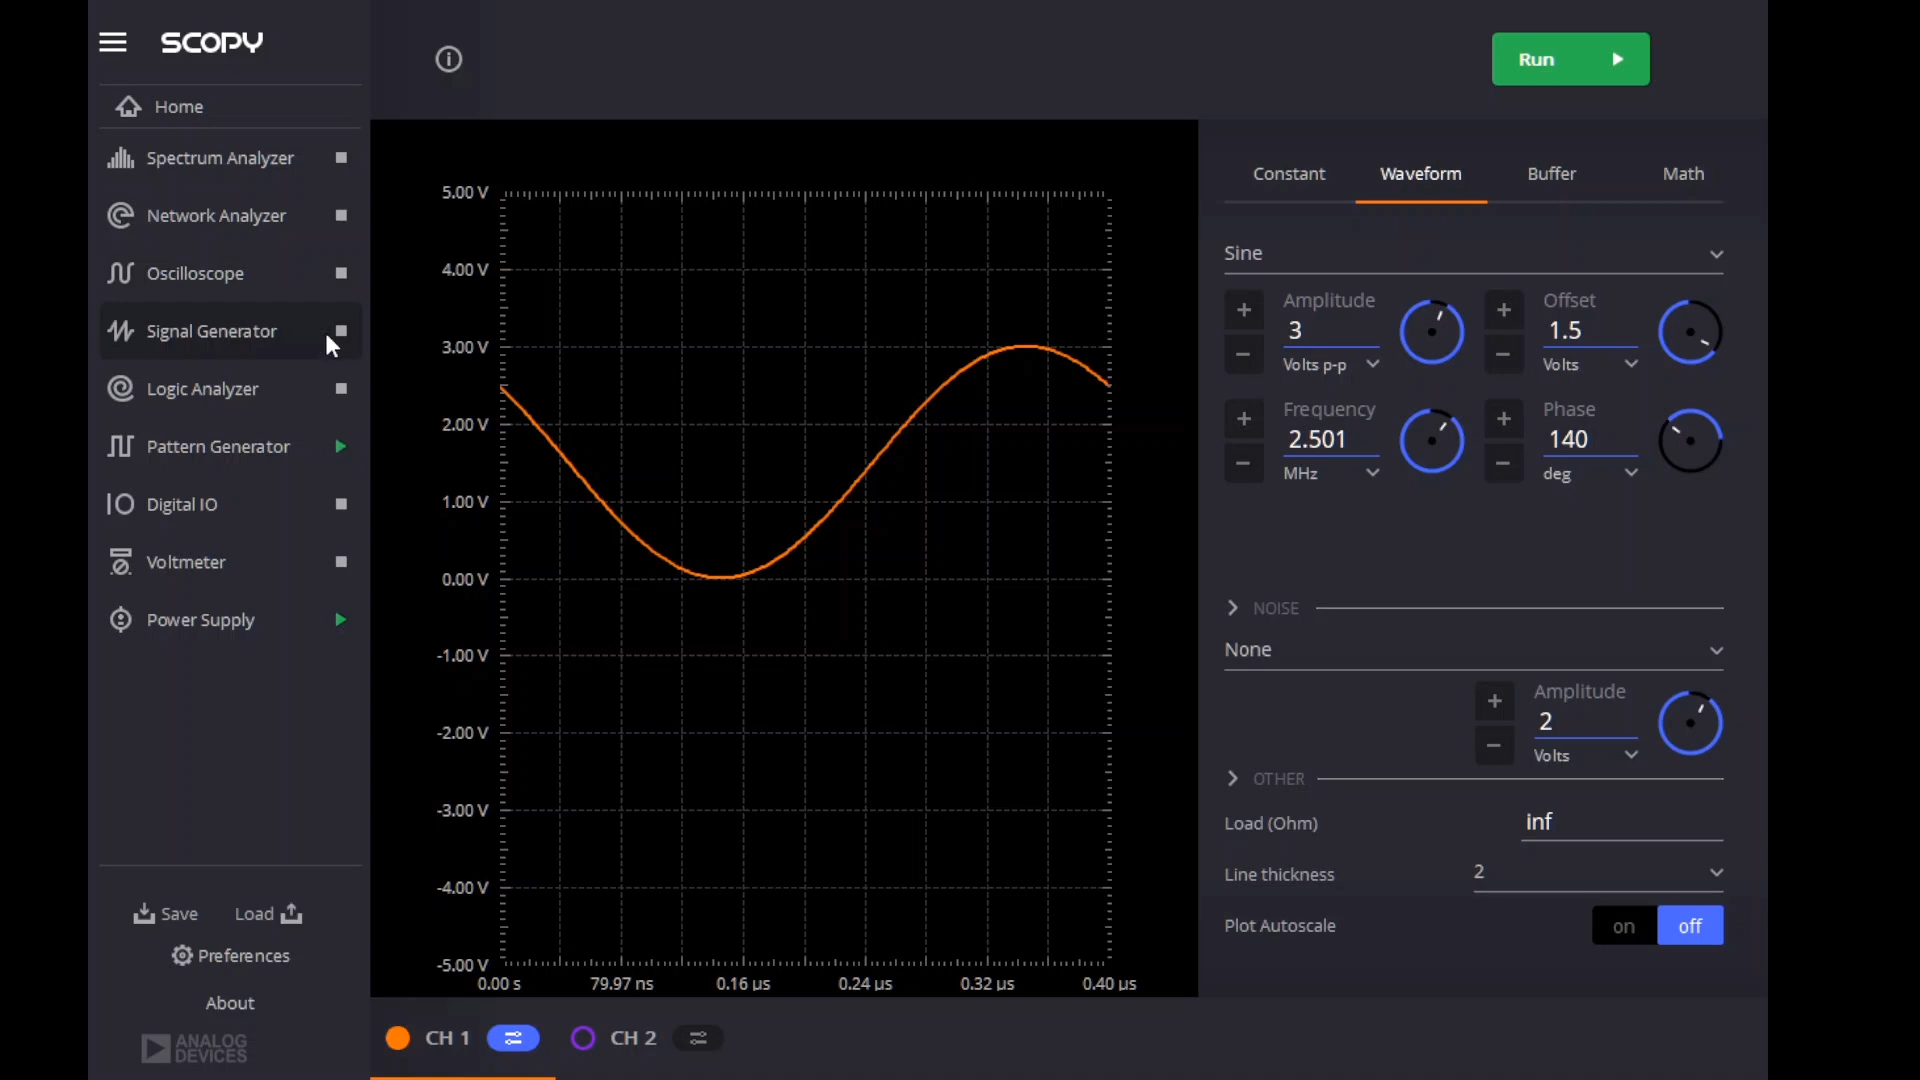 SCOPY
Home
Spectrum Analyzer
Network Analyzer
Oscilloscope
Signal Generator
Logic Analyzer
Pattern Generator
Digital IO
Voltmeter
Power Supply
Save Load
Preferences
About
ANALOG
DEVICES
Run
5.00 V
4.00 V
3.00 V
2.00 V
1.00 V
0.00 V
-1.00 V
-2.00 V
-3.00 V
-4.00 V
-5.00 V
0.00 s 79.97 ns 0.16 µs 0.24 µs 0.32 µs 0.40 µs
CH 1 CH 2
Constant Waveform Buffer Math
Sine
Amplitude Offset
3 1.5
Volts p-p Volts
Frequency Phase
2.501 140
MHz deg
NOISE
None
Amplitude
2
Volts
OTHER
Load (Ohm) inf
Line thickness 2
Plot Autoscale on off